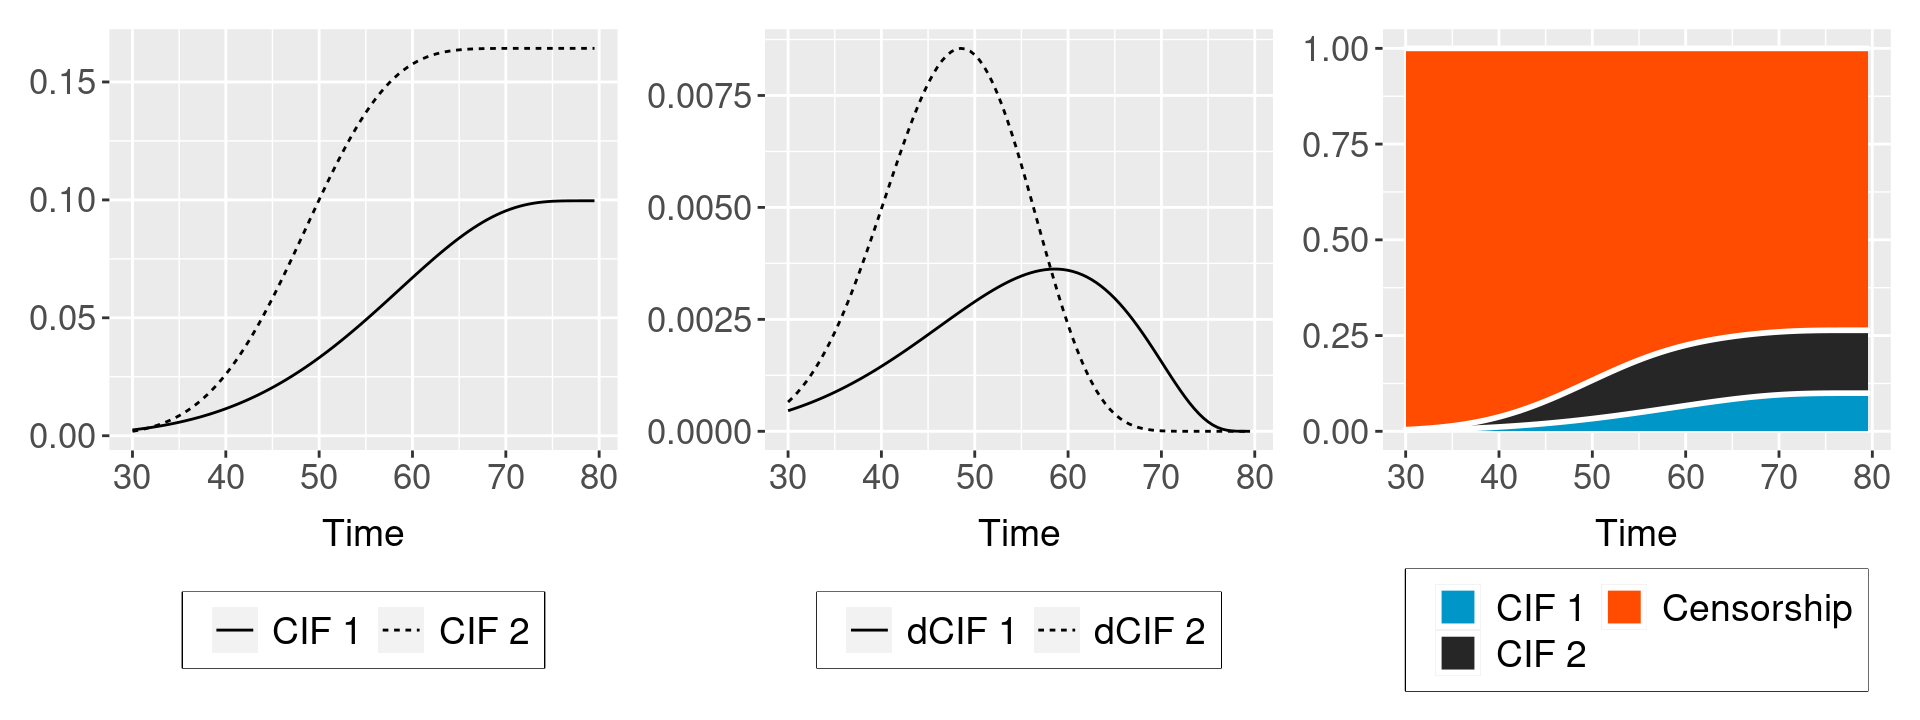 0.15
0.10
0.05
0.00
30 40 50 60 70 80
Time
CIF 1 CIF 2
0.0075
0.0050
0.0025
0.0000
30 40 50 60 70 80
Time
dCIF 1 dCIF 2
1.00
0.75
0.50
0.25
0.00
30 40 50 60 70 80
Time
CIF 1 Censorship
CIF 2